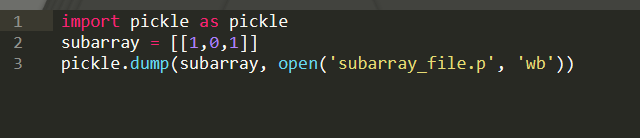 1 import pickle as pickle
2 subarray = [[1,0,1]]
3 pickle.dump(subarray, open('subarray_file.p', 'wb'))